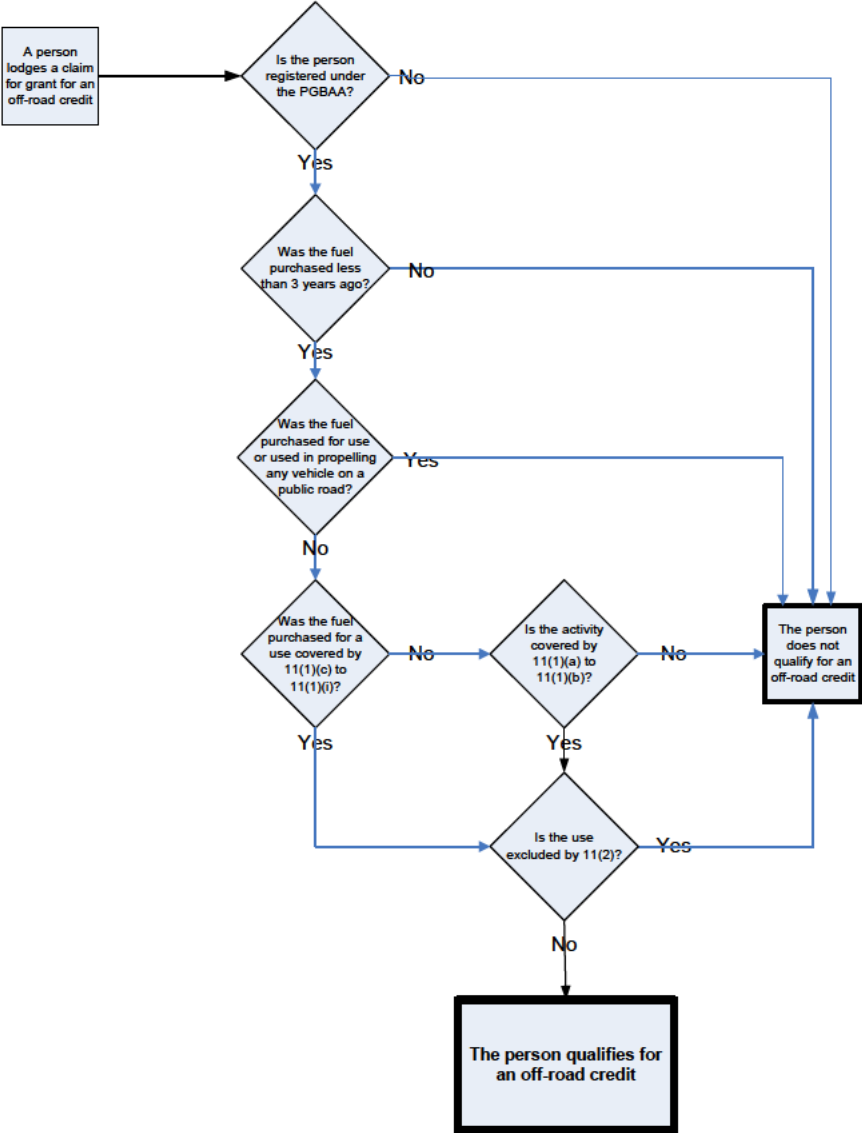 A person
lodges a claim
for grant for an
off-road credit
Is the person
registered under
the PGBAA?
No
Yes
Was the fuel
purchased less
than 3 years ago?
No
Yes
Was the fuel
purchased for use
or used in propelling
any vehicle on a
public road?
Yes
No
Was the fuel
purchased for a
use covered by
11(1)(c) to
11(1)(i)?
No
Is the activity
covered by
11(1)(a) to
11(1)(b)?
No
The person
does not
qualify for an
off-road credit
Yes
Yes
Is the use
excluded by 11(2)?
Yes
No
The person qualifies for
an off-road credit